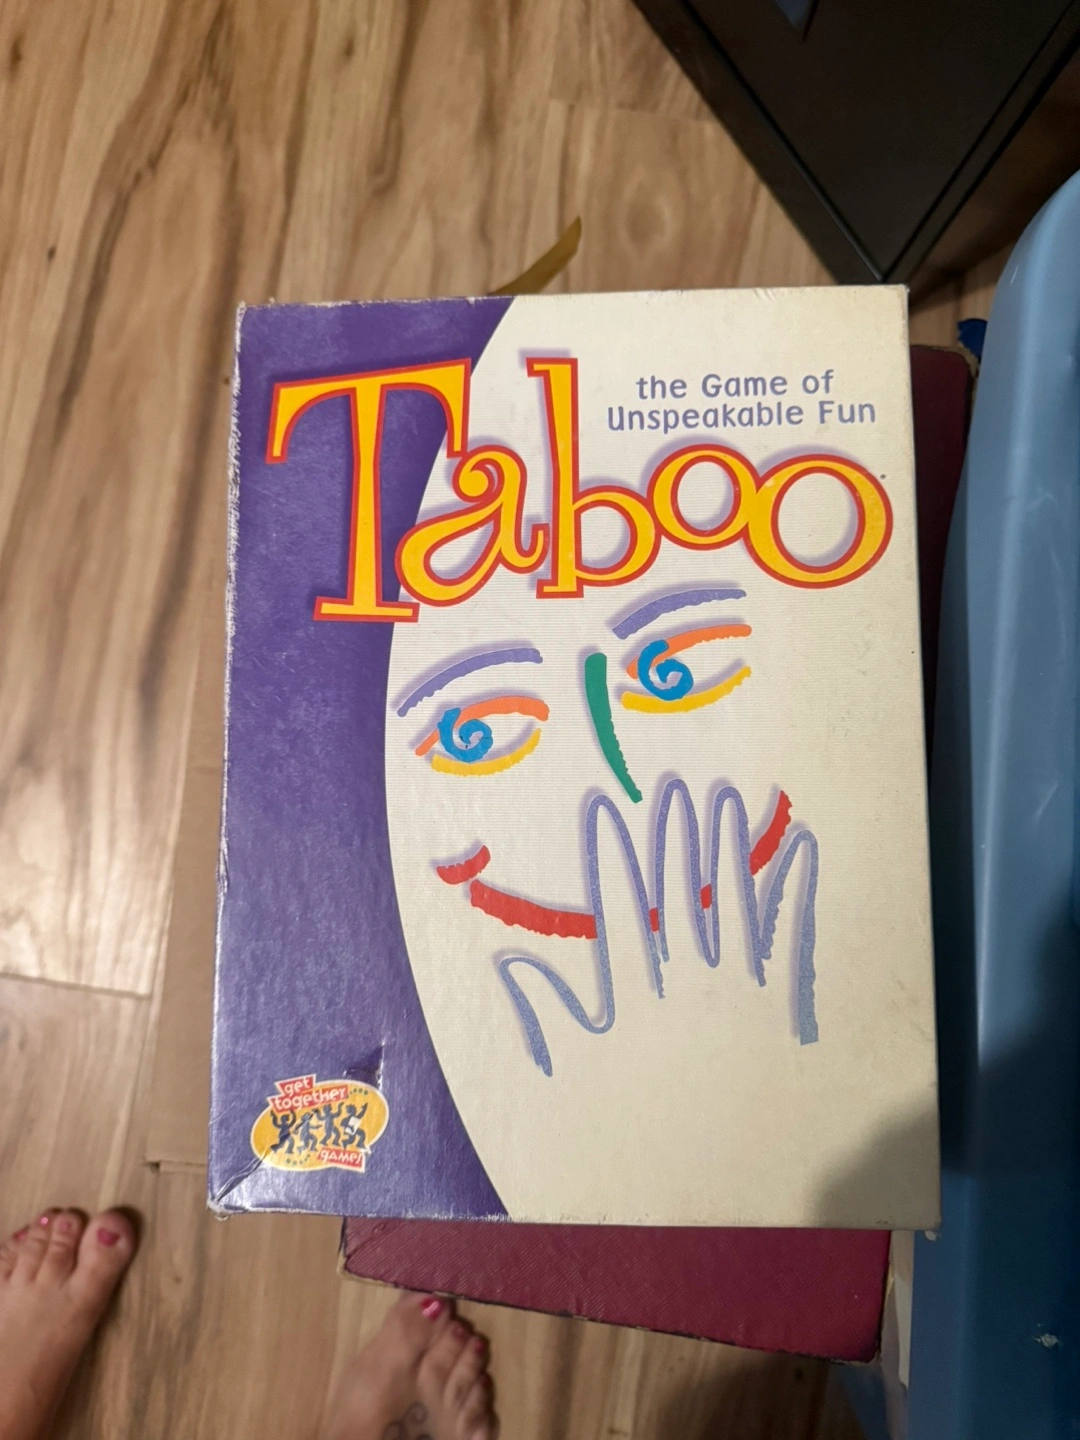 the Game of
Unspeakable Fun
Taboo
get
together
games